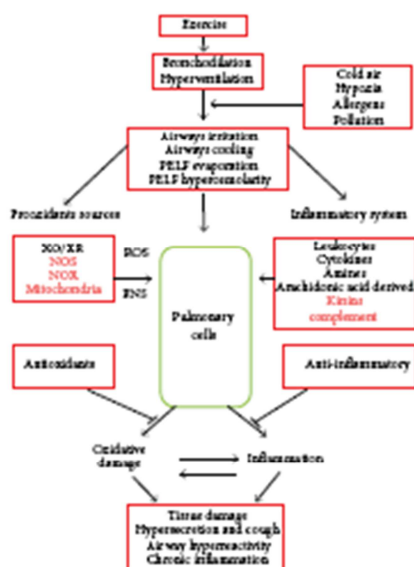 Exercise
Bronchodilation
Hyperventilation
Cold air
Hypoxia
Allergens
Pollution
Airways irritation
Airways cooling
PELF evaporation
PELF hyperosmolarity
Prooxidants sources
Inflammatory system
XO/XR
NOS
NOX
Mitochondria
ROS
RNS
Pulmonary
cells
Leukocytes
Cytokines
Amines
Arachidonic acid derived
Kinins
complement
Antioxidants
Anti-inflammatory
Oxidative
damage
Inflammation
Tissue damage
Hypersecretion and cough
Airway hyperreactivity
Chronic inflammation